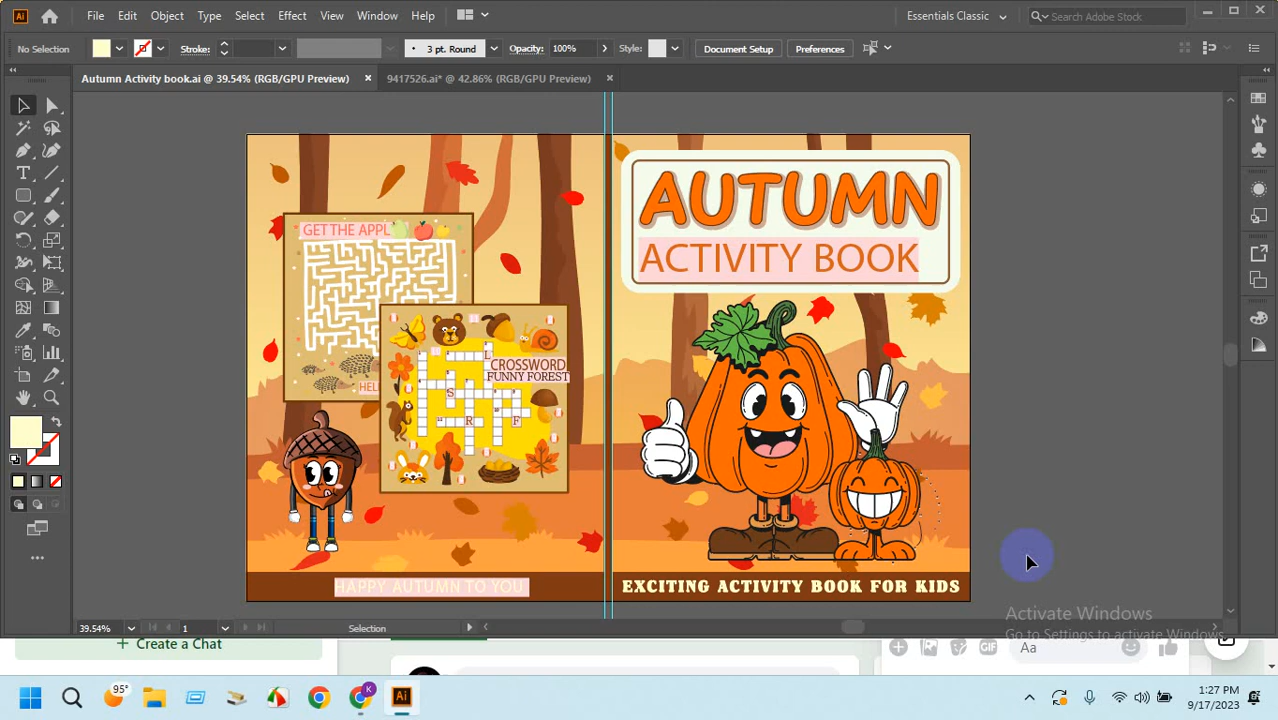 Ai File Edit Object Type Select Effect View Window Help Essentials Classic Search Adobe Stock
No Selection Stroke: 3 pt. Round Opacity: 100% Style: Document Setup Preferences
Autumn Activity book.ai @ 39.54% (RGB/GPU Preview) × 9417526.ai* @ 42.86% (RGB/GPU Preview) ×
AUTUMN
ACTIVITY BOOK
GET THE APPL
CROSSWORD
FUNNY FOREST
L
S
R F
HEL
HAPPY AUTUMN TO YOU
EXCITING ACTIVITY BOOK FOR KIDS
Activate Windows
Go to Settings to activate Windows.
39.54% 1 Selection
+ Create a Chat
GIF Aa
95° K Ai
1:27 PM
9/17/2023